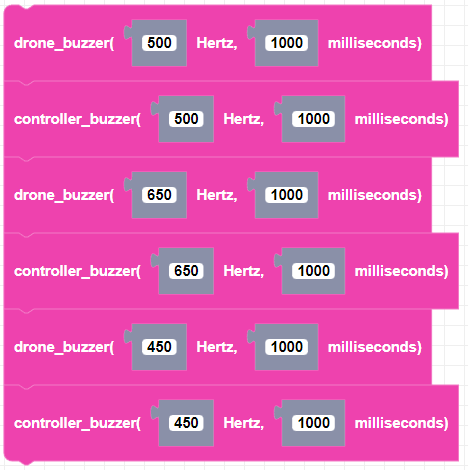 drone_buzzer( 500 Hertz, 1000 milliseconds)
controller_buzzer( 500 Hertz, 1000 milliseconds)
drone_buzzer( 650 Hertz, 1000 milliseconds)
controller_buzzer( 650 Hertz, 1000 milliseconds)
drone_buzzer( 450 Hertz, 1000 milliseconds)
controller_buzzer( 450 Hertz, 1000 milliseconds)